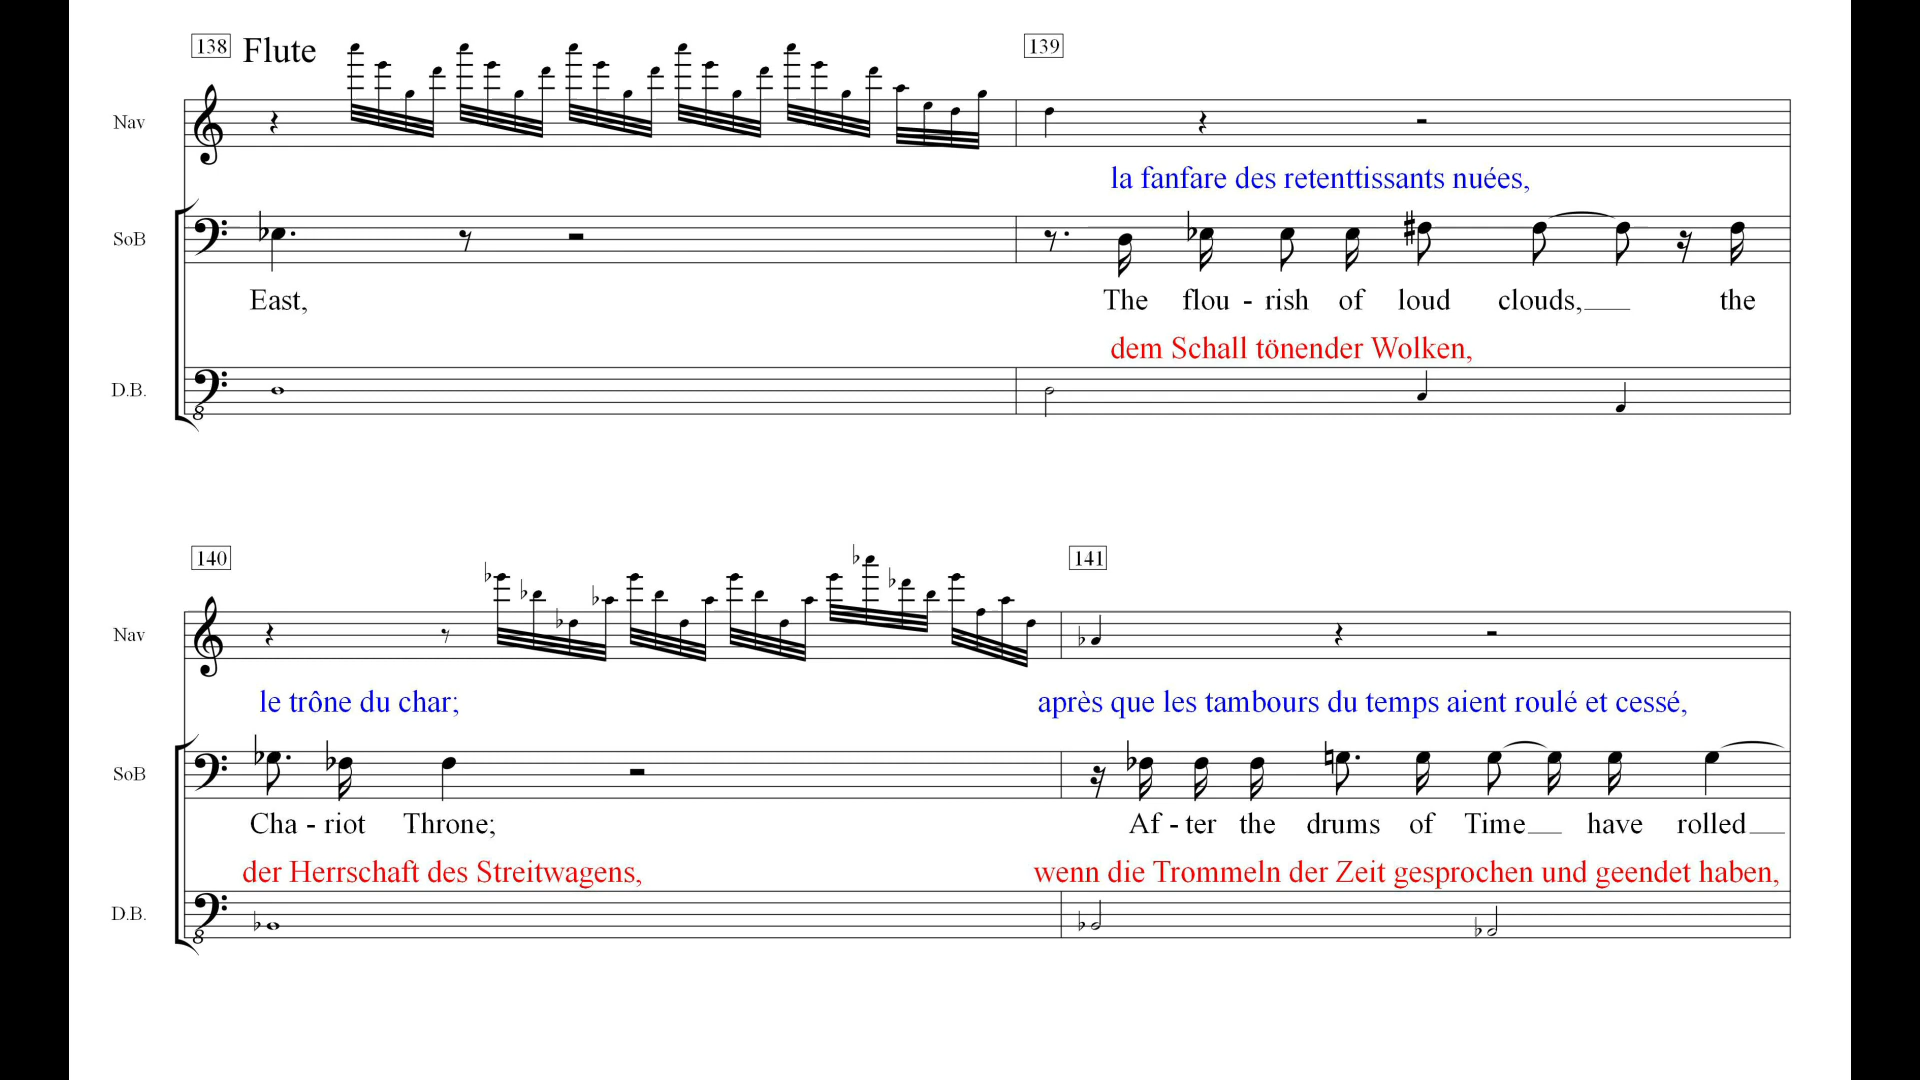 138 Flute 139
Nav
la fanfare des retenttissants nuées,
SoB
East, The flou - rish of loud clouds, the
dem Schall tönender Wolken,
D.B.
8
140 141
Nav
le trône du char; après que les tambours du temps aient roulé et cessé,
SoB
Cha - riot Throne; Af - ter the drums of Time have rolled
der Herrschaft des Streitwagens, wenn die Trommeln der Zeit gesprochen und geendet haben,
D.B.
8